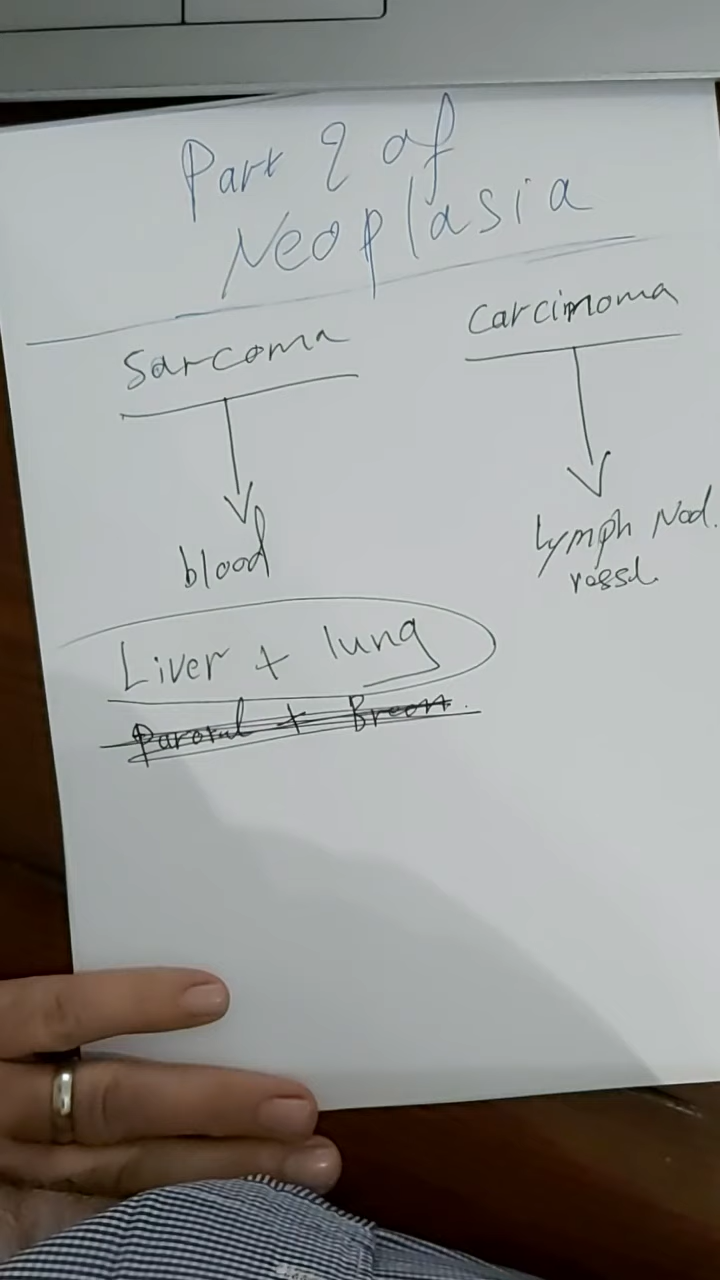 Part 2 of
Neoplasia
Sarcoma
Carcinoma
blood
Lymph Nod.
vessel
Liver + lung